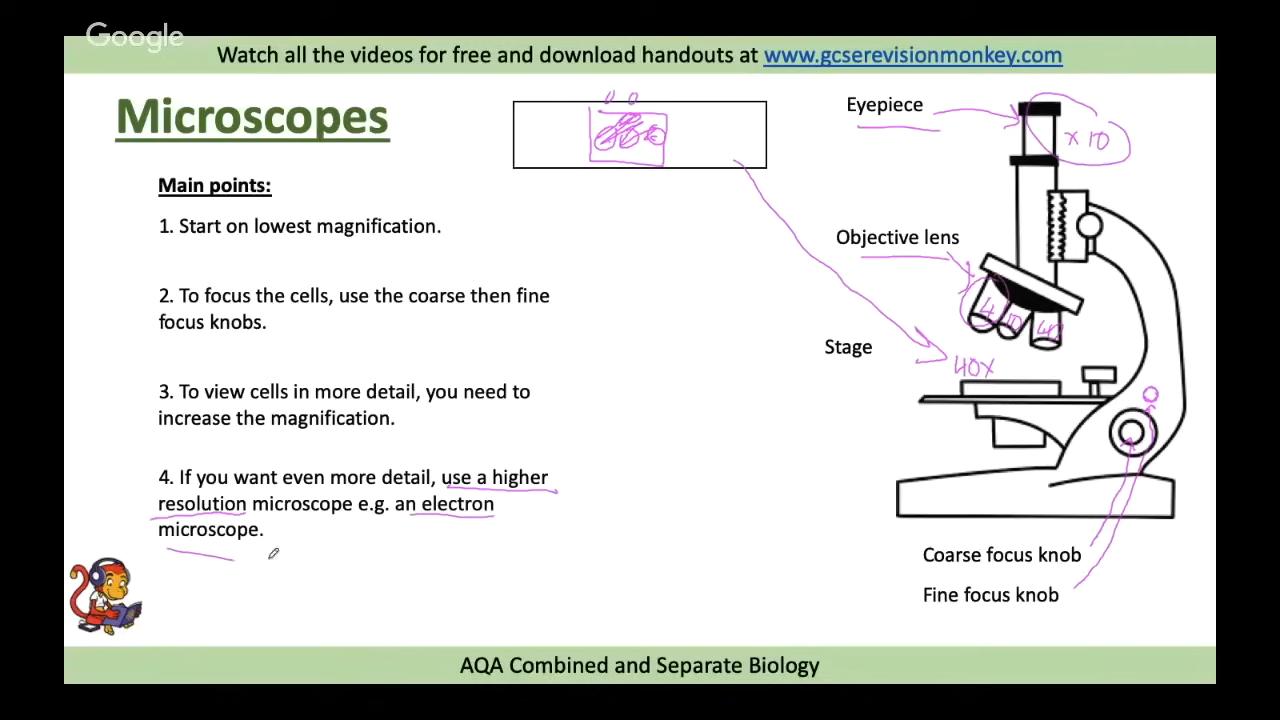 Google
Watch all the videos for free and download handouts at www.gcserevisionmonkey.com
Microscopes
Main points:
1. Start on lowest magnification.
2. To focus the cells, use the coarse then fine
focus knobs.
3. To view cells in more detail, you need to
increase the magnification.
4. If you want even more detail, use a higher
resolution microscope e.g. an electron
microscope.
Eyepiece
x 10
Objective lens
4 10 40
Stage
40x
Coarse focus knob
Fine focus knob
AQA Combined and Separate Biology